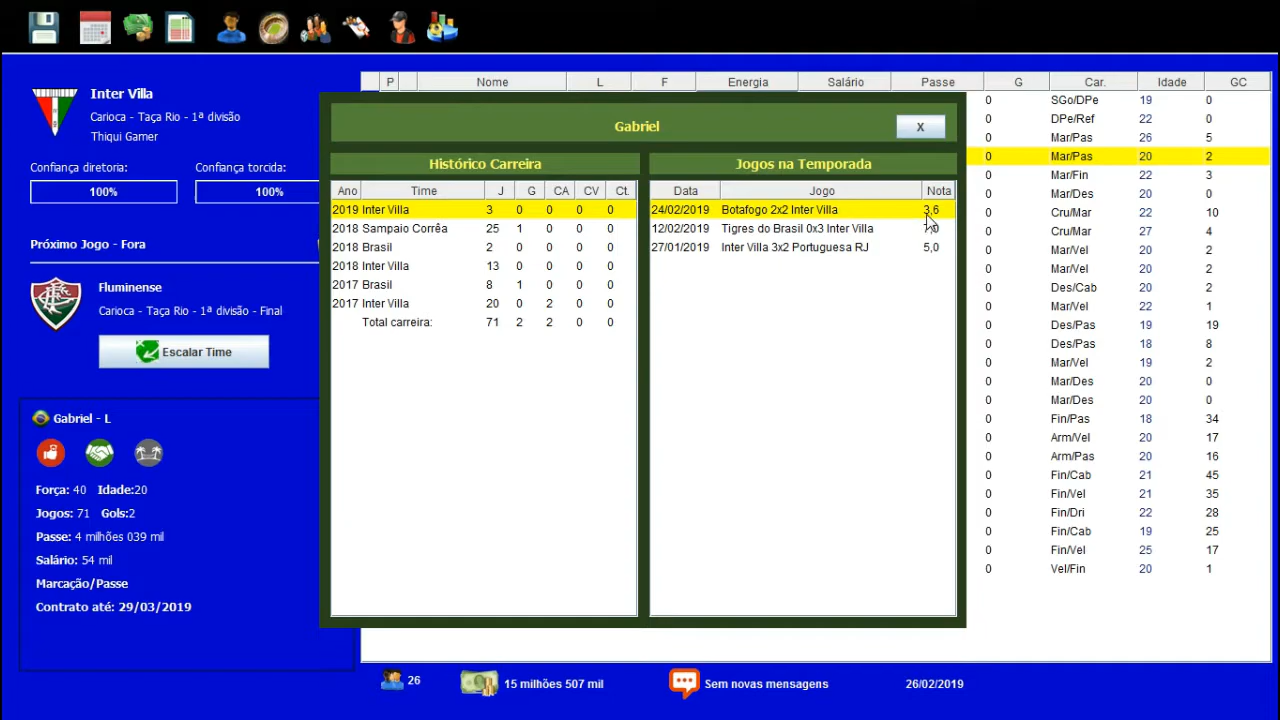 Inter Villa
Carioca - Taça Rio - 1ª divisão
Thiqui Gamer
Confiança diretoria: Confiança torcida:
100% 100%
Próximo Jogo - Fora
Fluminense
Carioca - Taça Rio - 1ª divisão - Final
Escalar Time
Gabriel - L
Força: 40 Idade:20
Jogos: 71 Gols:2
Passe: 4 milhões 039 mil
Salário: 54 mil
Marcação/Passe
Contrato até: 29/03/2019
P Nome L F Energia Salário Passe G Car. Idade GC
Gabriel X
Histórico Carreira
Ano Time J G CA CV Ct.
2019 Inter Villa 3 0 0 0 0
2018 Sampaio Corrêa 25 1 0 0 0
2018 Brasil 2 0 0 0 0
2018 Inter Villa 13 0 0 0 0
2017 Brasil 8 1 0 0 0
2017 Inter Villa 20 0 2 0 0
Total carreira: 71 2 2 0 0
Jogos na Temporada
Data Jogo Nota
24/02/2019 Botafogo 2x2 Inter Villa 3,6
12/02/2019 Tigres do Brasil 0x3 Inter Villa
27/01/2019 Inter Villa 3x2 Portuguesa RJ 5,0
0 SGo/DPe 19 0
0 DPe/Ref 22 0
0 Mar/Pas 26 5
0 Mar/Pas 20 2
0 Mar/Fin 22 3
0 Mar/Des 20 0
0 Cru/Mar 22 10
0 Cru/Mar 27 4
0 Mar/Vel 20 2
0 Mar/Vel 20 2
0 Des/Cab 20 2
0 Mar/Vel 22 1
0 Des/Pas 19 19
0 Des/Pas 18 8
0 Mar/Vel 19 2
0 Mar/Des 20 0
0 Mar/Des 20 0
0 Fin/Pas 18 34
0 Arm/Vel 20 17
0 Arm/Pas 20 16
0 Fin/Cab 21 45
0 Fin/Vel 21 35
0 Fin/Dri 22 28
0 Fin/Cab 19 25
0 Fin/Vel 25 17
0 Vel/Fin 20 1
26 15 milhões 507 mil Sem novas mensagens 26/02/2019